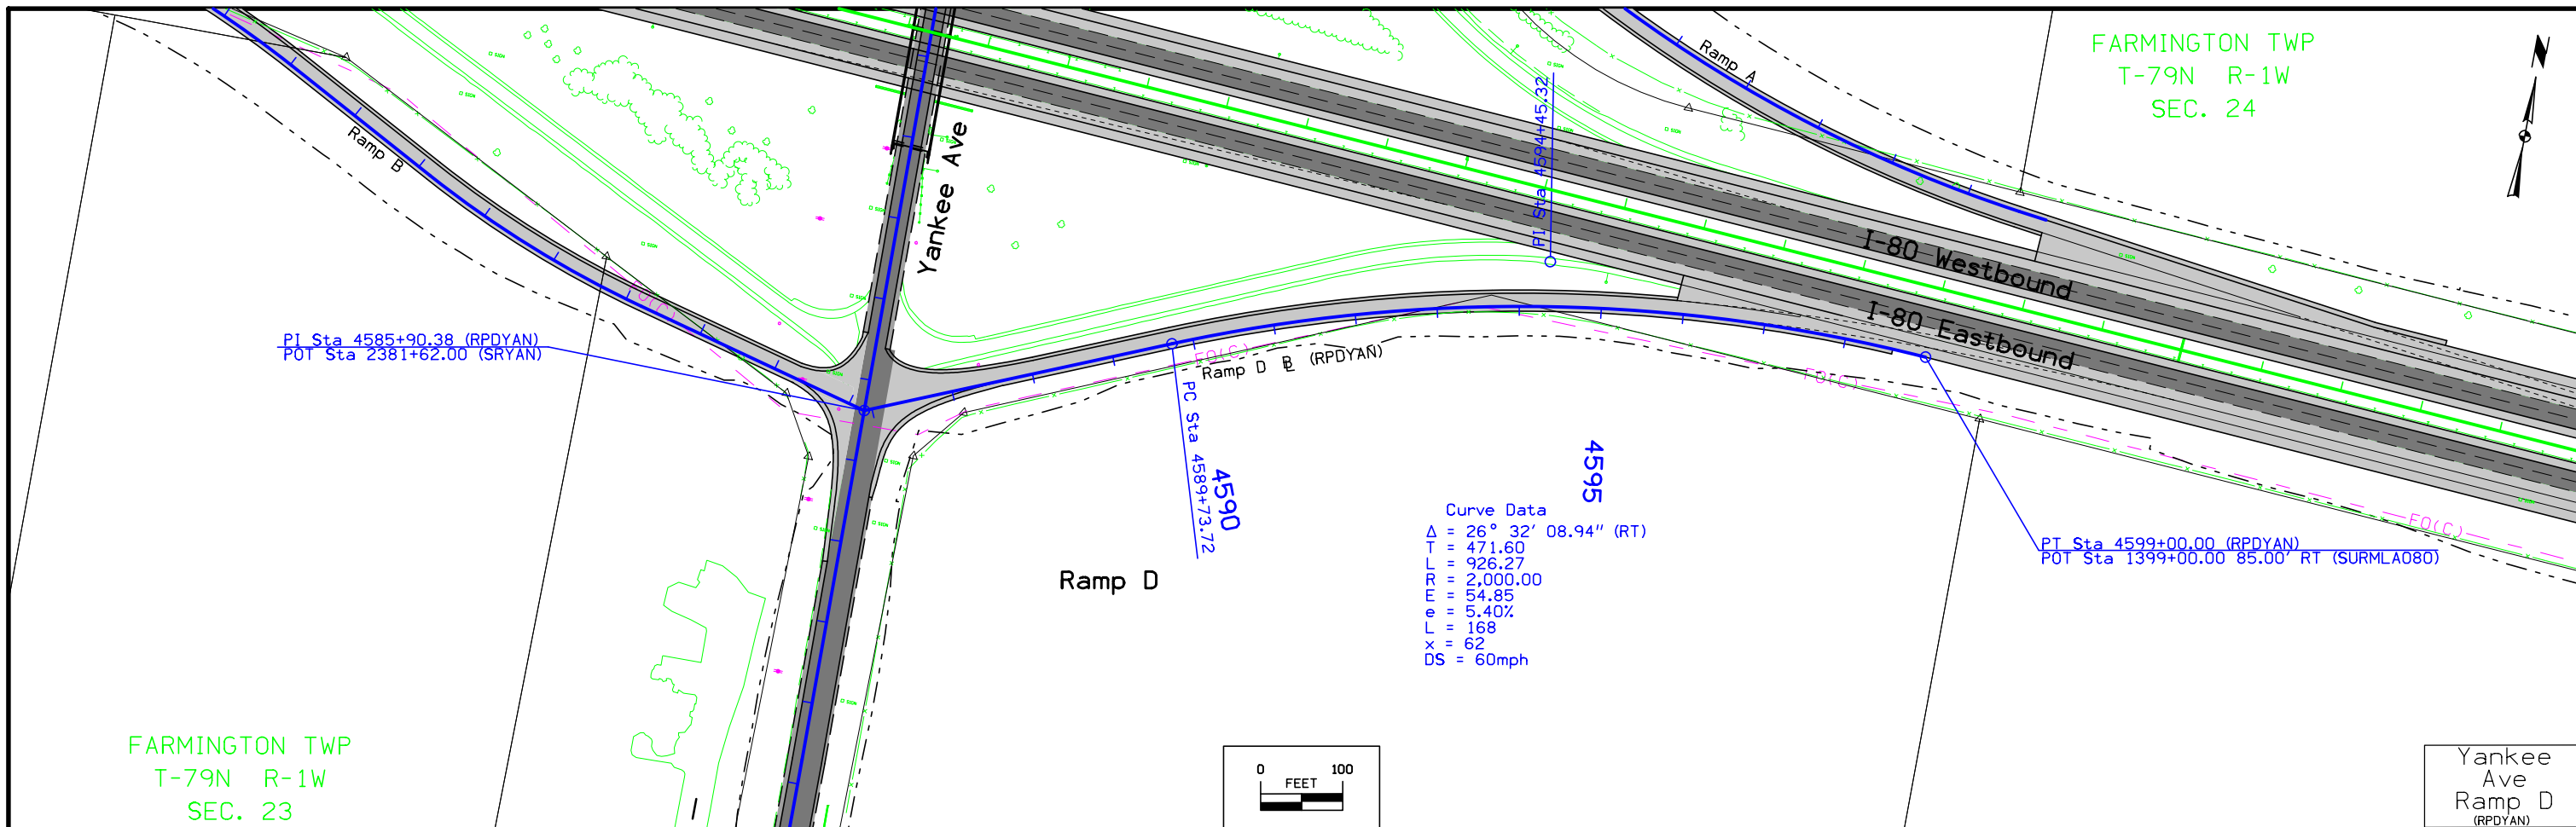 FARMINGTON TWP
T-79N R-1W
SEC. 24
N
Ramp A
Ramp B
Yankee Ave
PI Sta 4594+45.32
I-80 Westbound
I-80 Eastbound
PI Sta 4585+90.38 (RPDYAN)
POT Sta 2381+62.00 (SRYAN)
FO(C)
FO(C)
Ramp D ⅊ (RPDYAN)
FO(C)
PC Sta 4589+73.72
4590
4595
Curve Data
Δ = 26° 32' 08.94" (RT)
T = 471.60
L = 926.27
R = 2,000.00
E = 54.85
e = 5.40%
L = 168
x = 62
DS = 60mph
FO(C)
PT Sta 4599+00.00 (RPDYAN)
POT Sta 1399+00.00 85.00' RT (SURMLA080)
Ramp D
FARMINGTON TWP
T-79N R-1W
SEC. 23
0 100
FEET
Yankee
Ave
Ramp D
(RPDYAN)